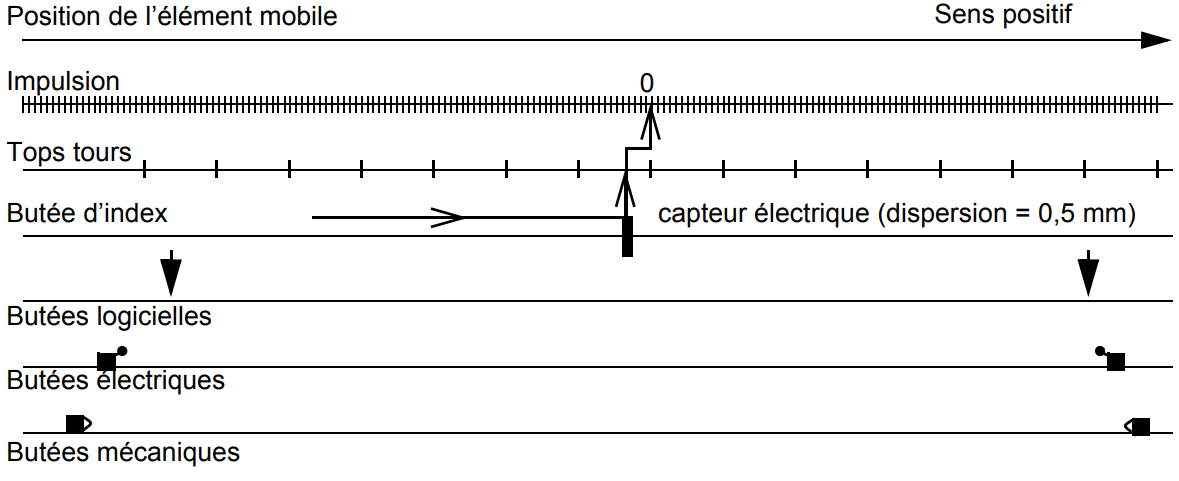 Position de l’élément mobile
Sens positif
Impulsion
0
Tops tours
Butée d’index
capteur électrique (dispersion = 0,5 mm)
Butées logicielles
Butées électriques
Butées mécaniques